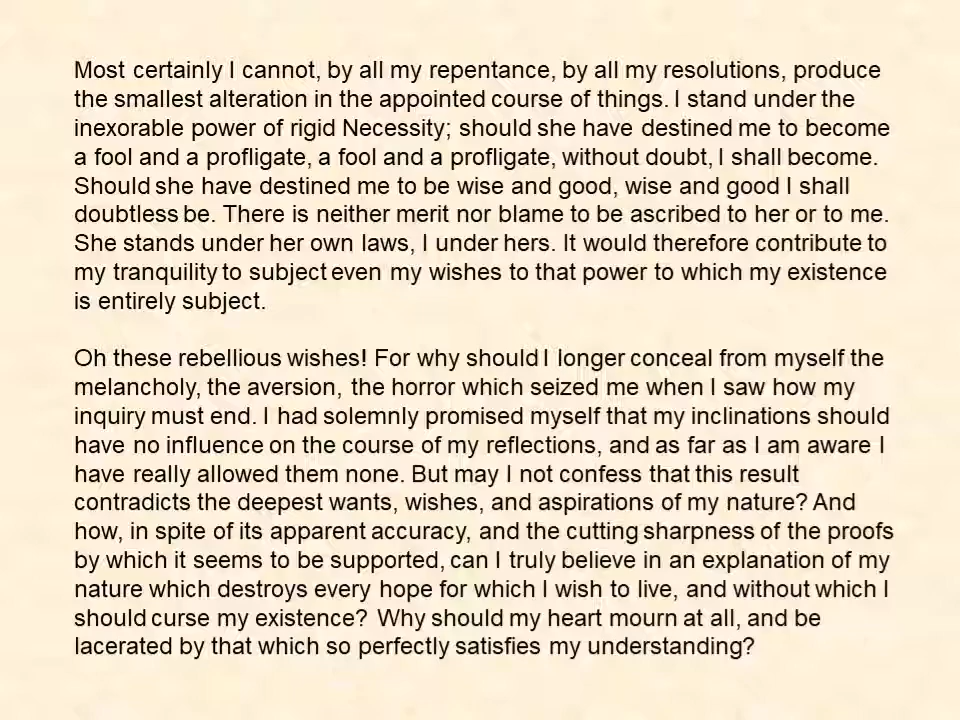 Most certainly I cannot, by all my repentance, by all my resolutions, produce
the smallest alteration in the appointed course of things. I stand under the
inexorable power of rigid Necessity; should she have destined me to become
a fool and a profligate, a fool and a profligate, without doubt, I shall become.
Should she have destined me to be wise and good, wise and good I shall
doubtless be. There is neither merit nor blame to be ascribed to her or to me.
She stands under her own laws, I under hers. It would therefore contribute to
my tranquility to subject even my wishes to that power to which my existence
is entirely subject.
Oh these rebellious wishes! For why should I longer conceal from myself the
melancholy, the aversion, the horror which seized me when I saw how my
inquiry must end. I had solemnly promised myself that my inclinations should
have no influence on the course of my reflections, and as far as I am aware I
have really allowed them none. But may I not confess that this result
contradicts the deepest wants, wishes, and aspirations of my nature? And
how, in spite of its apparent accuracy, and the cutting sharpness of the proofs
by which it seems to be supported, can I truly believe in an explanation of my
nature which destroys every hope for which I wish to live, and without which I
should curse my existence? Why should my heart mourn at all, and be
lacerated by that which so perfectly satisfies my understanding?